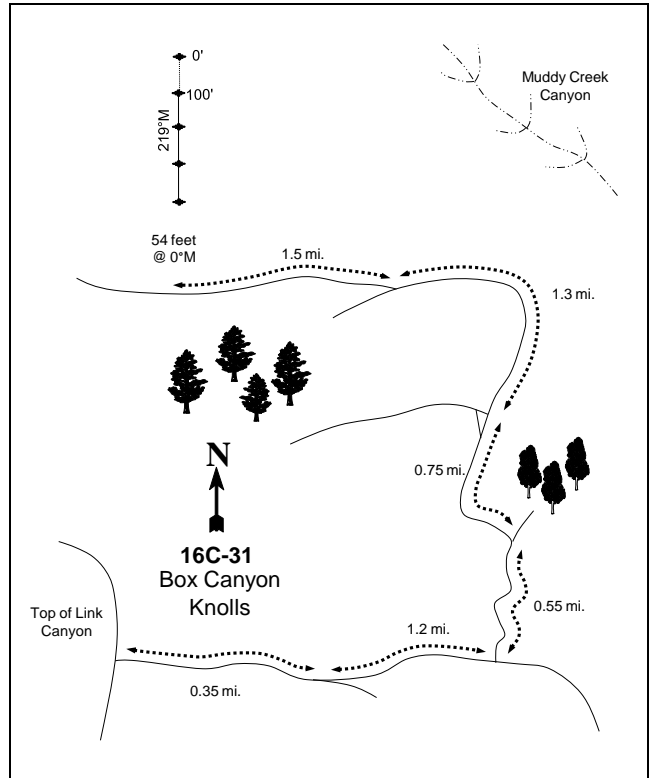 0'
100'
219°M
54 feet
@ 0°M
Muddy Creek
Canyon
1.5 mi.
1.3 mi.
0.75 mi.
N
16C-31
Box Canyon
Knolls
0.55 mi.
Top of Link
Canyon
1.2 mi.
0.35 mi.